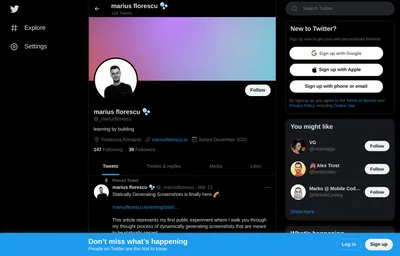 marius florescu
116 Tweets
Search Twitter
Explore
Settings
Follow
marius florescu
@_mariusflorescu
learning by building
Timisoara, Romania mariusflorescu.ro Joined December 2020
147 Following 39 Followers
Tweets Tweets & replies Media Likes
Pinned Tweet
marius florescu @_mariusflorescu · Mar 13
Statically Generating Screenshots is finally here
mariusflorescu.ro/writing/static…
This article represents my first public experiment where I walk you through
my thought process of dynamically generating screenshots that are meant
New to Twitter?
Sign up now to get your own personalized timeline!
Sign up with Google
Sign up with Apple
Sign up with phone or email
By signing up, you agree to the Terms of Service and
Privacy Policy, including Cookie Use.
You might like
VG
Follow
Alex Trost
Follow
Marko @ Mobile Cod…
Follow
Show more
What's happening
Don't miss what's happening
People on Twitter are the first to know.
Log in
Sign up